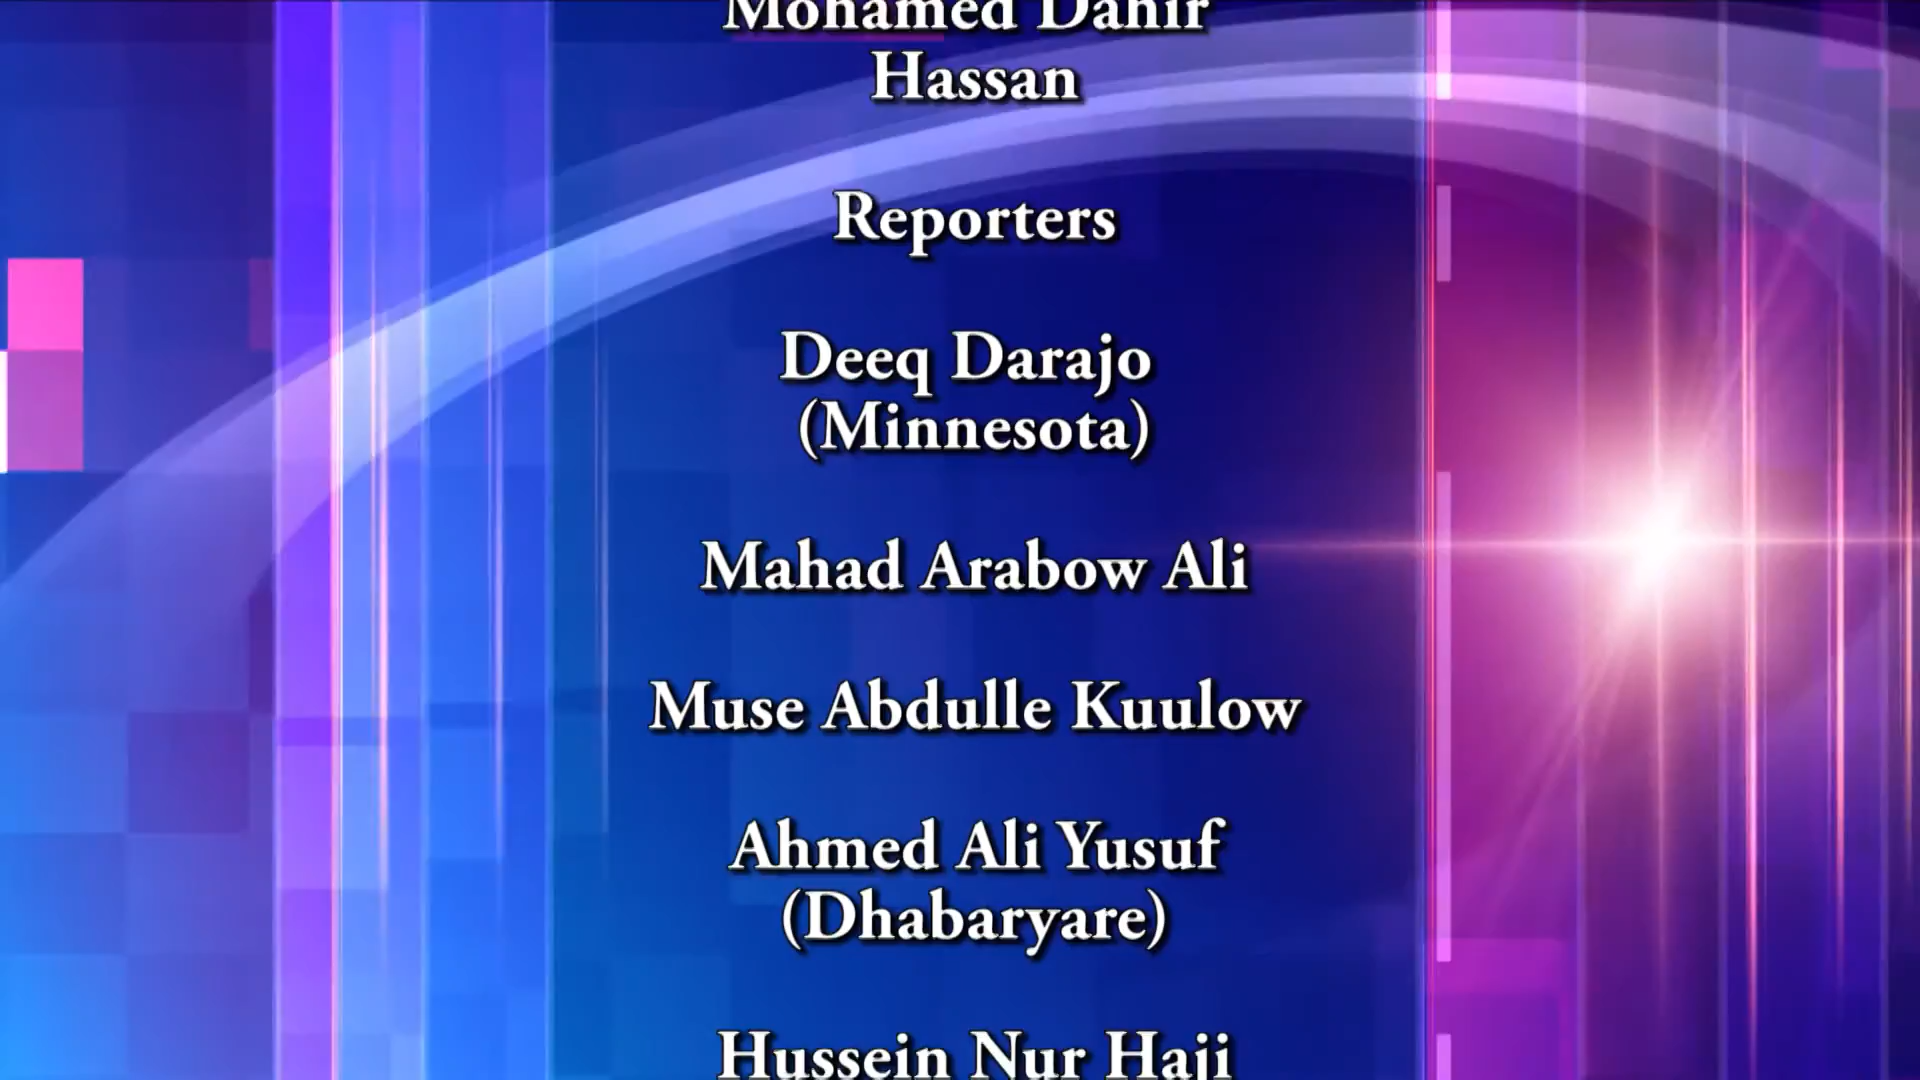 Mohamed Dahir
Hassan
Reporters
Deeq Darajo
(Minnesota)
Mahad Arabow Ali
Muse Abdulle Kuulow
Ahmed Ali Yusuf
(Dhabaryare)
Hussein Nur Haji